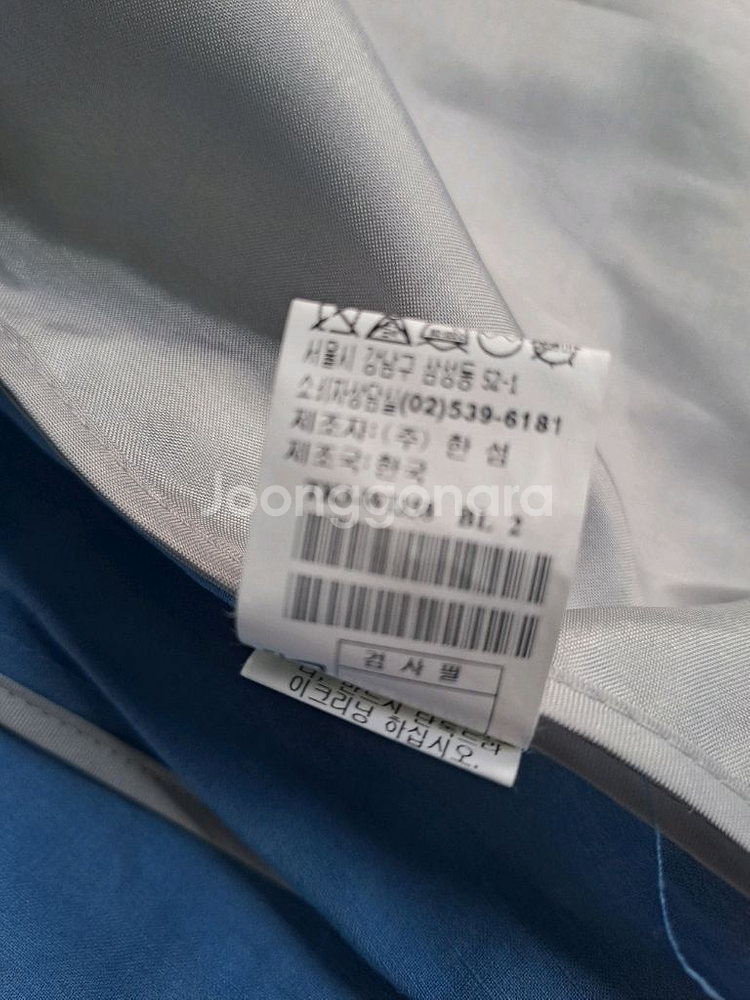 서울시 강남구 삼성동 52-1
소비자상담실(02)539-6181
제조자:(주) 한 섬
제조국:한국
Joonggonara
BL 2
검 사 필
이크리닝 하십시오.